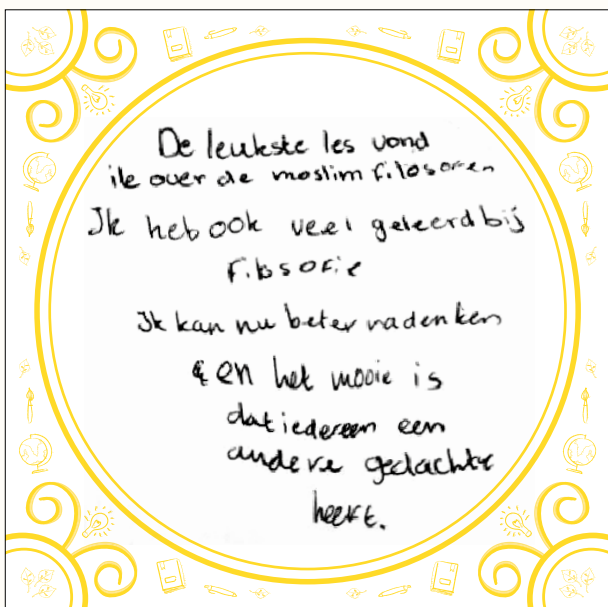 De leukste les vond
ik over de moslim filosofen
Ik heb ook veel geleerd bij
filosofie
Ik kan nu beter nadenken
en het mooie is
dat iedereen een
andere gedachte
heeft.